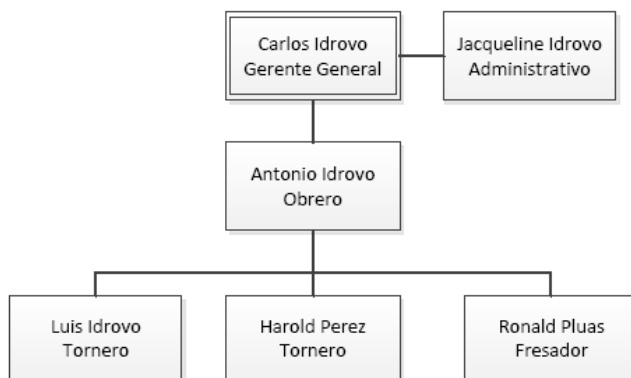 Carlos Idrovo
Gerente General
Jacqueline Idrovo
Administrativo
Antonio Idrovo
Obrero
Luis Idrovo
Tornero
Harold Perez
Tornero
Ronald Pluas
Fresador